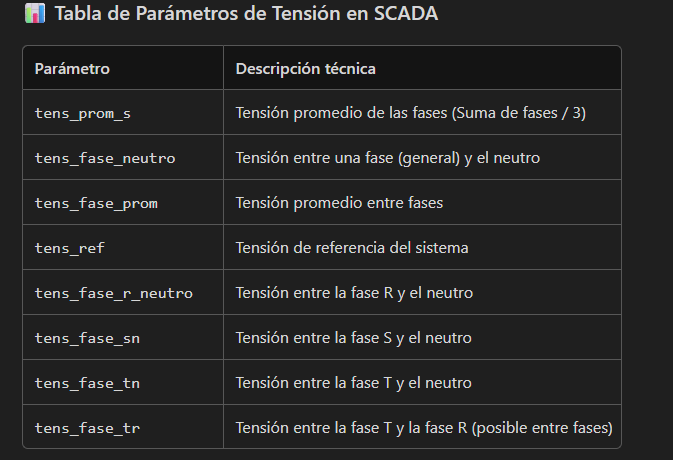 Tabla de Parámetros de Tensión en SCADA
Parámetro Descripción técnica
tens_prom_s Tensión promedio de las fases (Suma de fases / 3)
tens_fase_neutro Tensión entre una fase (general) y el neutro
tens_fase_prom Tensión promedio entre fases
tens_ref Tensión de referencia del sistema
tens_fase_r_neutro Tensión entre la fase R y el neutro
tens_fase_sn Tensión entre la fase S y el neutro
tens_fase_tn Tensión entre la fase T y el neutro
tens_fase_tr Tensión entre la fase T y la fase R (posible entre fases)